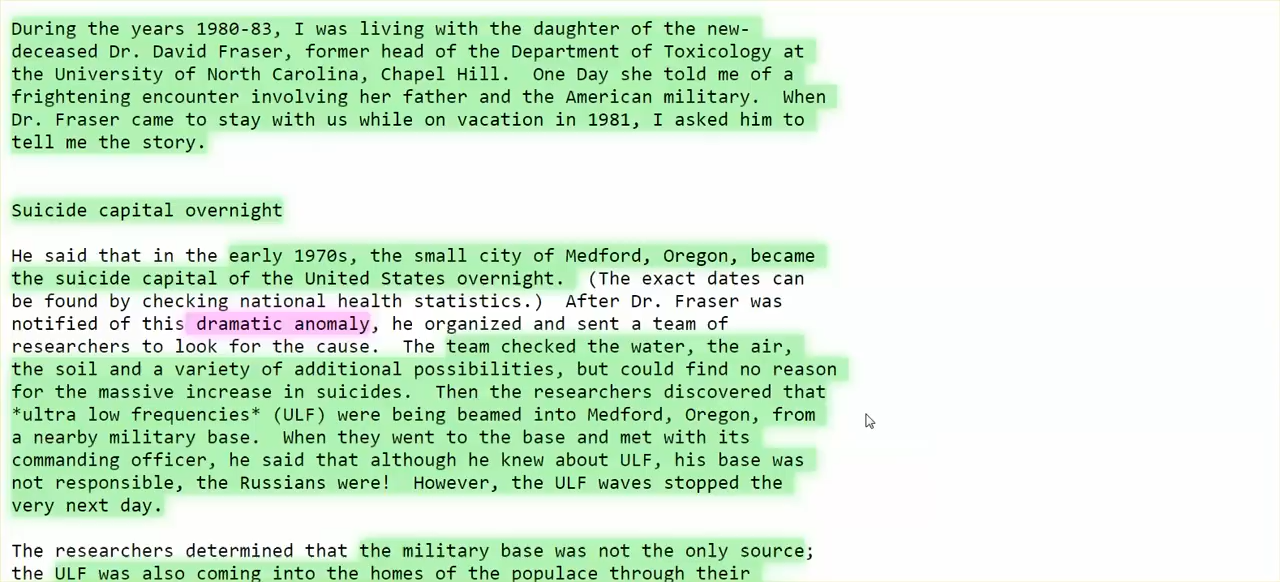 During the years 1980-83, I was living with the daughter of the new-
deceased Dr. David Fraser, former head of the Department of Toxicology at
the University of North Carolina, Chapel Hill.  One Day she told me of a
frightening encounter involving her father and the American military.  When
Dr. Fraser came to stay with us while on vacation in 1981, I asked him to
tell me the story.
Suicide capital overnight
He said that in the early 1970s, the small city of Medford, Oregon, became
the suicide capital of the United States overnight.  (The exact dates can
be found by checking national health statistics.)  After Dr. Fraser was
notified of this dramatic anomaly, he organized and sent a team of
researchers to look for the cause.  The team checked the water, the air,
the soil and a variety of additional possibilities, but could find no reason
for the massive increase in suicides.  Then the researchers discovered that
*ultra low frequencies* (ULF) were being beamed into Medford, Oregon, from
a nearby military base.  When they went to the base and met with its
commanding officer, he said that although he knew about ULF, his base was
not responsible, the Russians were!  However, the ULF waves stopped the
very next day.
The researchers determined that the military base was not the only source;
the ULF was also coming into the homes of the populace through their